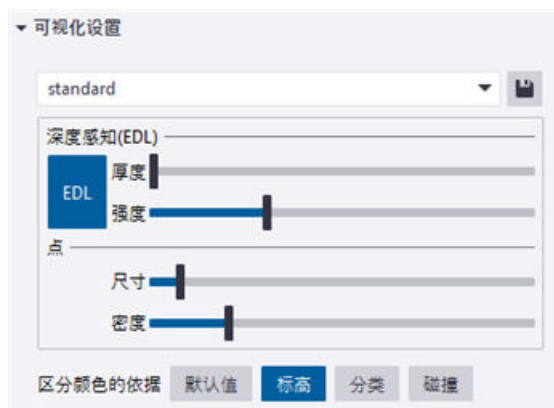 可视化设置
standard
深度感知(EDL)
EDL
厚度
强度
点
尺寸
密度
区分颜色的依据 默认值 标高 分类 碰撞